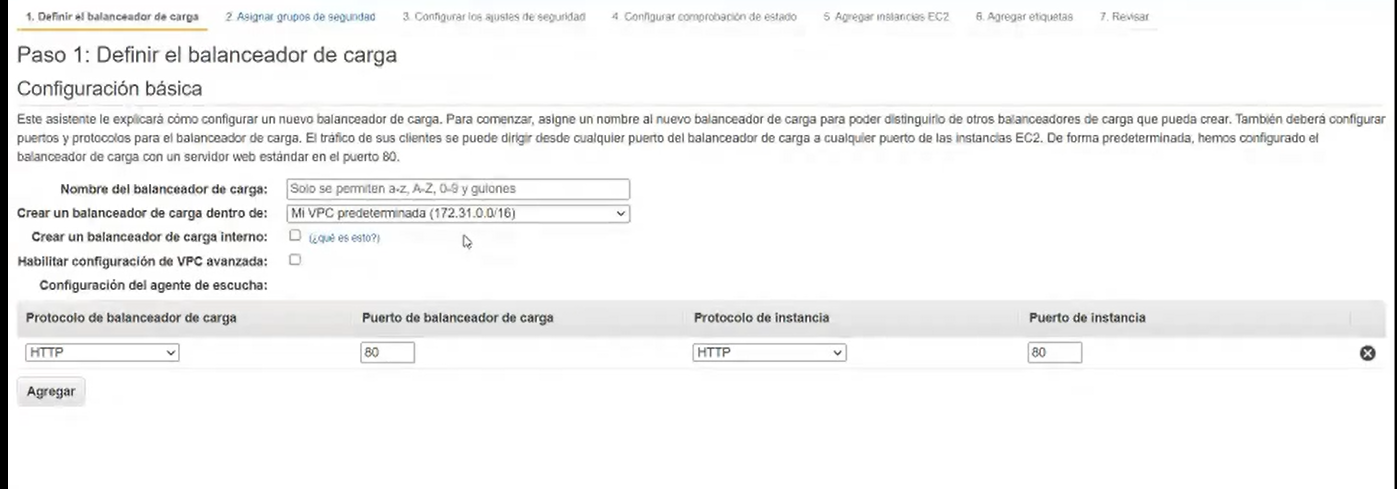 1. Definir el balanceador de carga 2. Asignar grupos de seguridad 3. Configurar los ajustes de seguridad 4. Configurar comprobación de estado 5. Agregar instancias EC2 6. Agregar etiquetas 7. Revisar
Paso 1: Definir el balanceador de carga
Configuración básica
Este asistente le explicará cómo configurar un nuevo balanceador de carga. Para comenzar, asigne un nombre al nuevo balanceador de carga para poder distinguirlo de otros balanceadores de carga que pueda crear. También deberá configurar
puertos y protocolos para el balanceador de carga. El tráfico de sus clientes se puede dirigir desde cualquier puerto del balanceador de carga a cualquier puerto de las instancias EC2. De forma predeterminada, hemos configurado el
balanceador de carga con un servidor web estándar en el puerto 80.
Nombre del balanceador de carga: Solo se permiten a-z, A-Z, 0-9 y guiones
Crear un balanceador de carga dentro de: Mi VPC predeterminada (172.31.0.0/16)
Crear un balanceador de carga interno: (¿qué es esto?)
Habilitar configuración de VPC avanzada:
Configuración del agente de escucha:
Protocolo de balanceador de carga Puerto de balanceador de carga Protocolo de instancia Puerto de instancia
HTTP 80 HTTP 80
Agregar